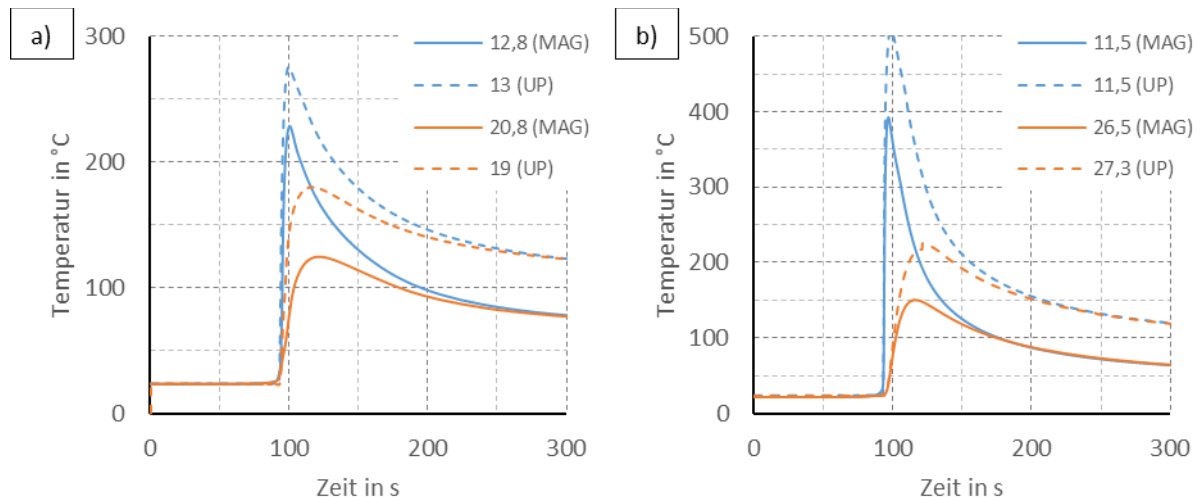 a)
300
200
100
0
Temperatur in °C
0
100
200
300
Zeit in s
12,8 (MAG)
13 (UP)
20,8 (MAG)
19 (UP)
b)
500
400
300
200
100
0
Temperatur in °C
0
100
200
300
Zeit in s
11,5 (MAG)
11,5 (UP)
26,5 (MAG)
27,3 (UP)